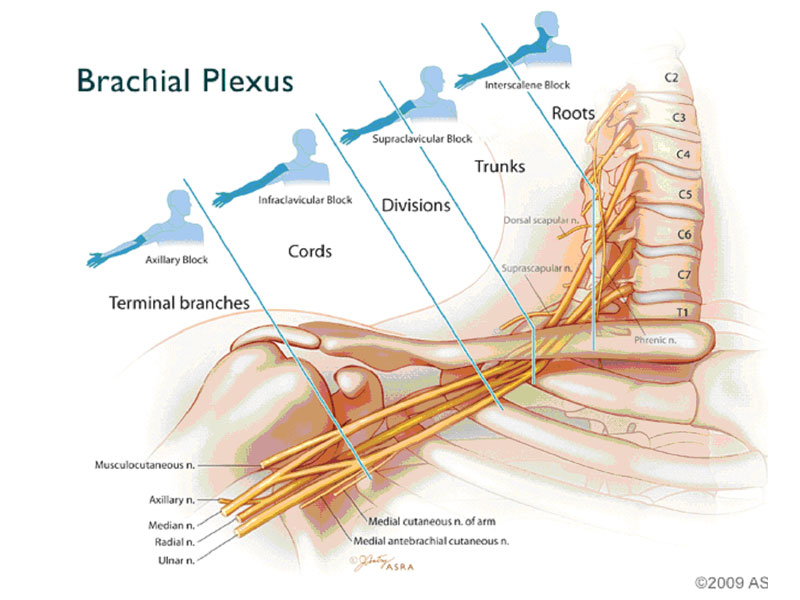 Brachial Plexus
Interscalene Block
Roots
C2
C3
Supraclavicular Block
Trunks
C4
Infraclavicular Block
Divisions
C5
Dorsal scapular n.
C6
Axillary Block
Cords
Suprascapular n.
C7
Terminal branches
T1
Phrenic n.
Musculocutaneous n.
Axillary n.
Median n.
Radial n.
Ulnar n.
Medial cutaneous n. of arm
Medial antebrachial cutaneous n.
ASRA
©2009 AS